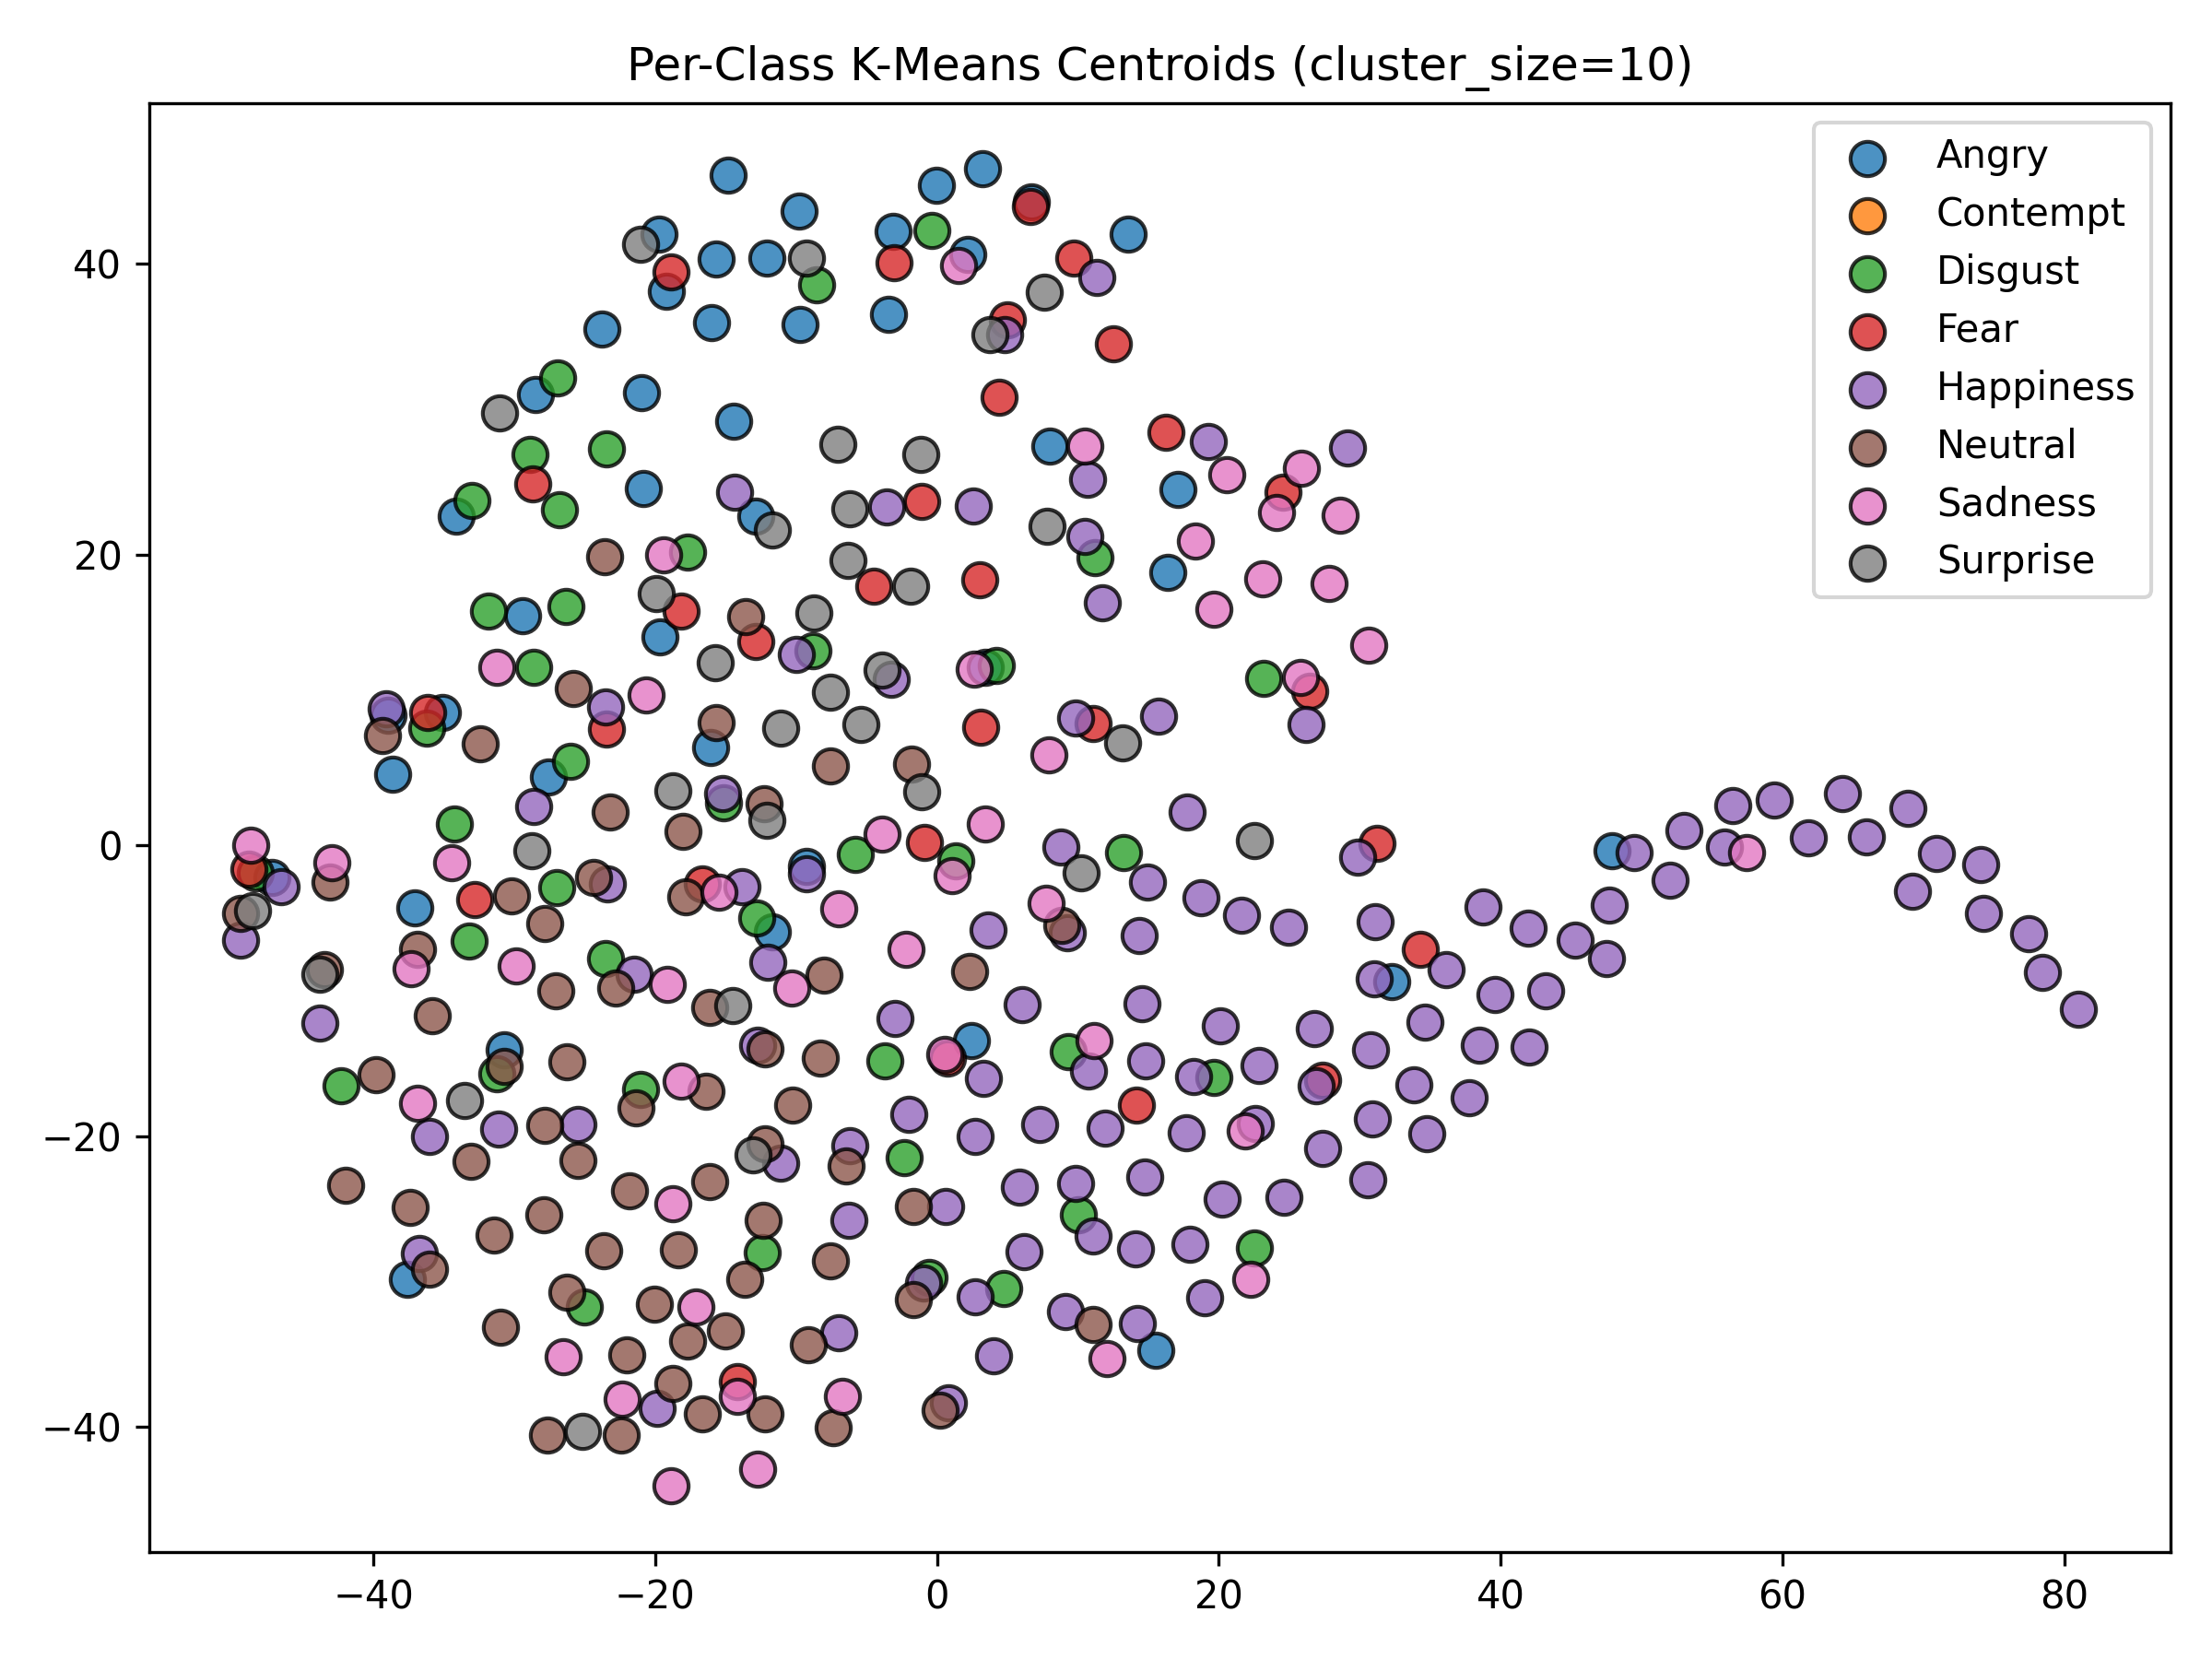 Per-Class K-Means Centroids (cluster_size=10)
Angry
Contempt
Disgust
Fear
Happiness
Neutral
Sadness
Surprise
40
20
0
−20
−40
−40
−20
0
20
40
60
80